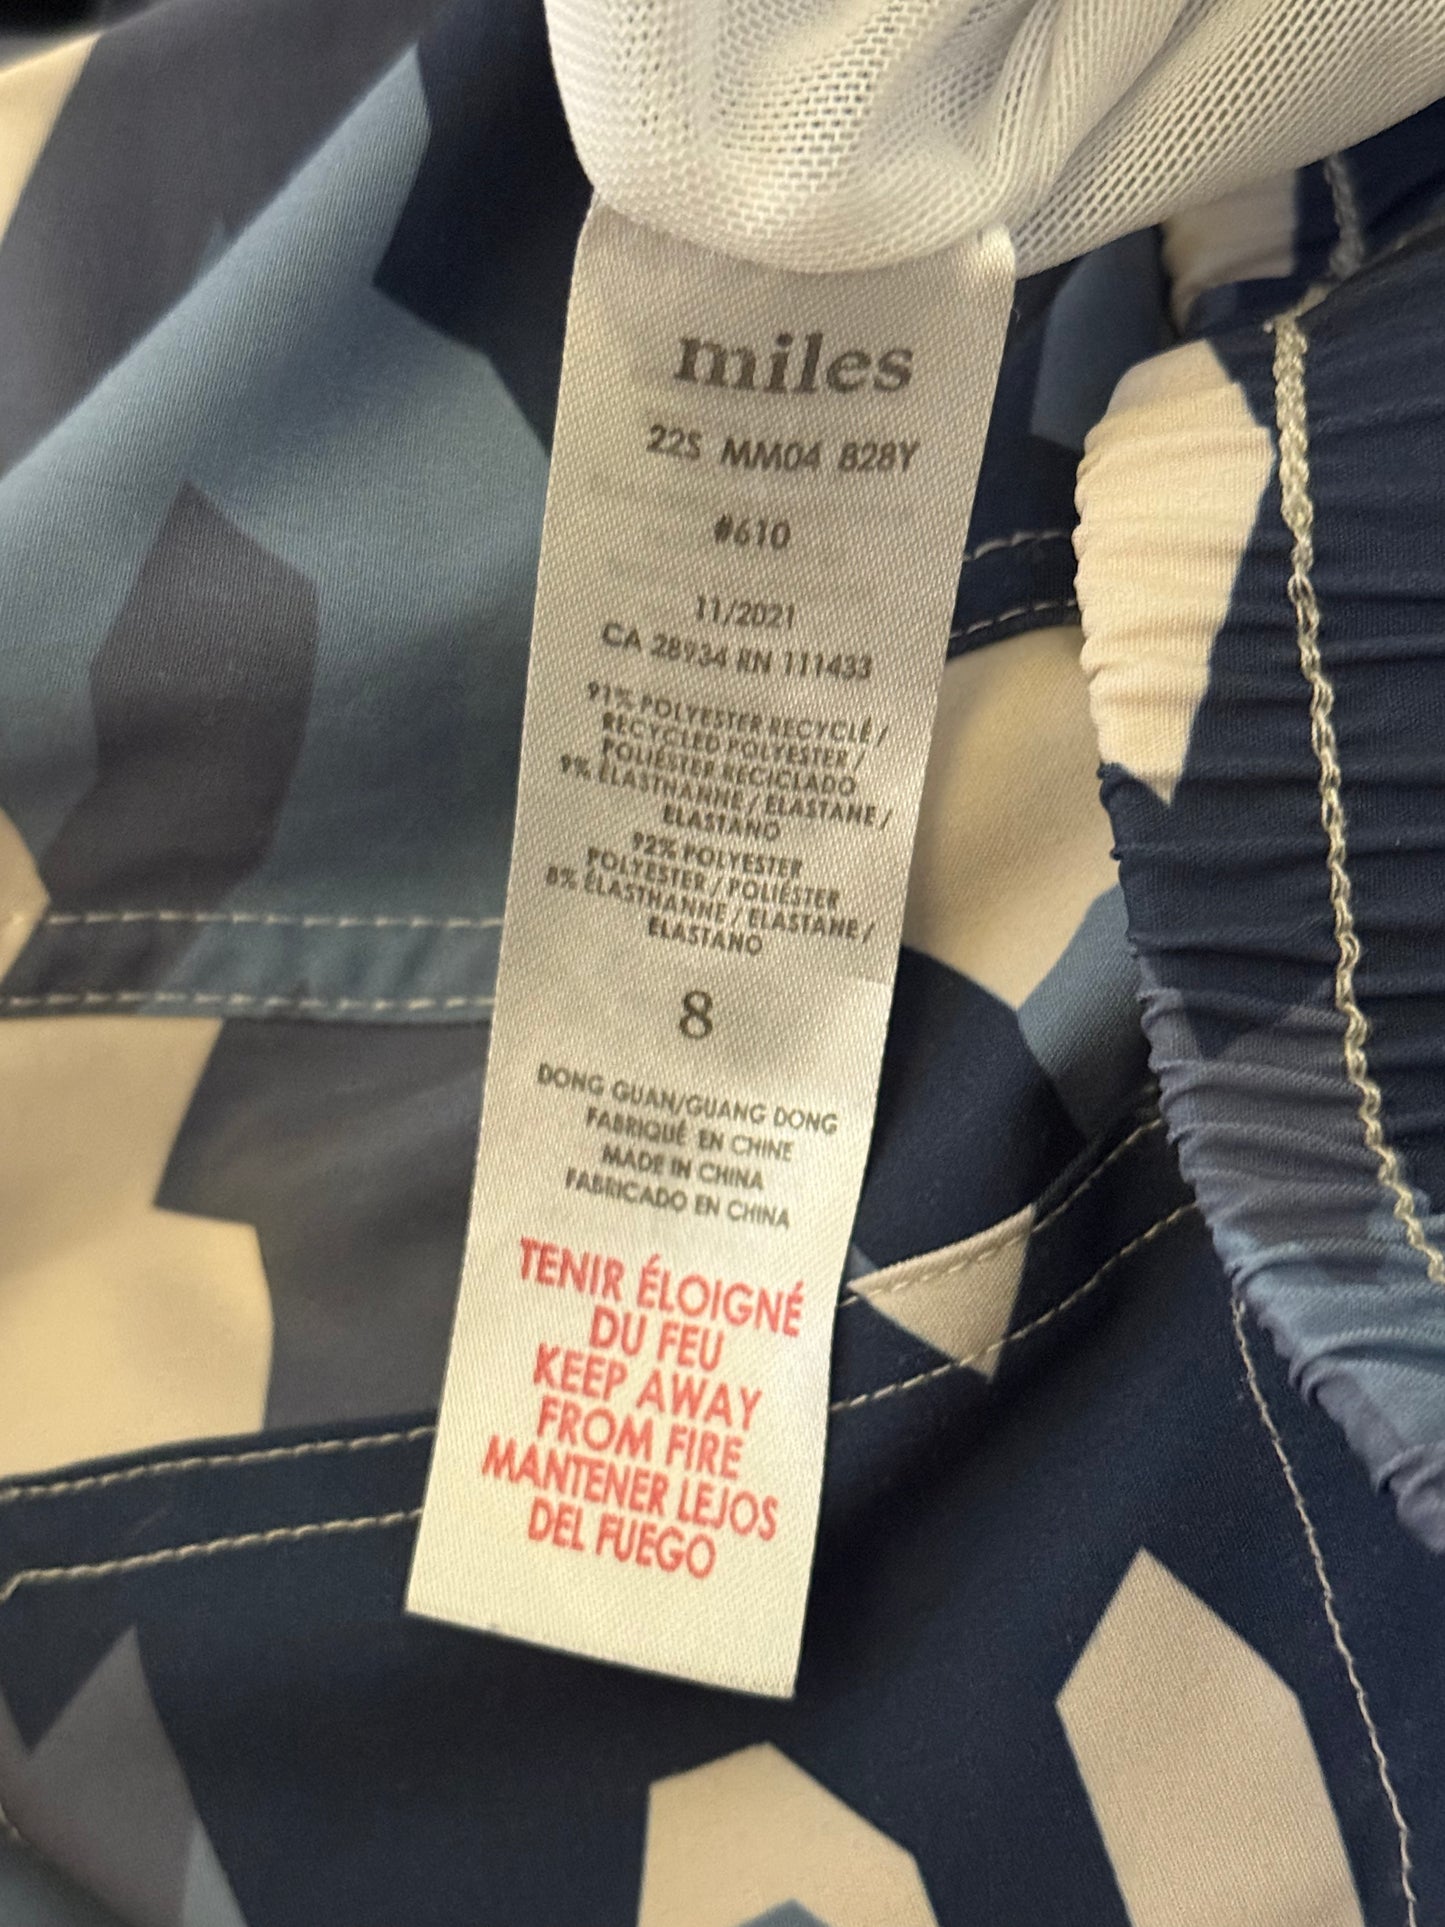 miles
22S MM04 828Y
#610
11/2021
CA 28934 RN 111433
91% POLYESTER RECYCLÉ /
RECYCLED POLYESTER /
POLIÉSTER RECICLADO
9% ÉLASTHANNE / ELASTANE /
ELASTANO
92% POLYESTER
POLYESTER / POLIÉSTER
8% ÉLASTHANNE / ELASTANE /
ELASTANO
8
DONG GUAN/GUANG DONG
FABRIQUÉ EN CHINE
MADE IN CHINA
FABRICADO EN CHINA
TENIR ÉLOIGNÉ
DU FEU
KEEP AWAY
FROM FIRE
MANTENER LEJOS
DEL FUEGO